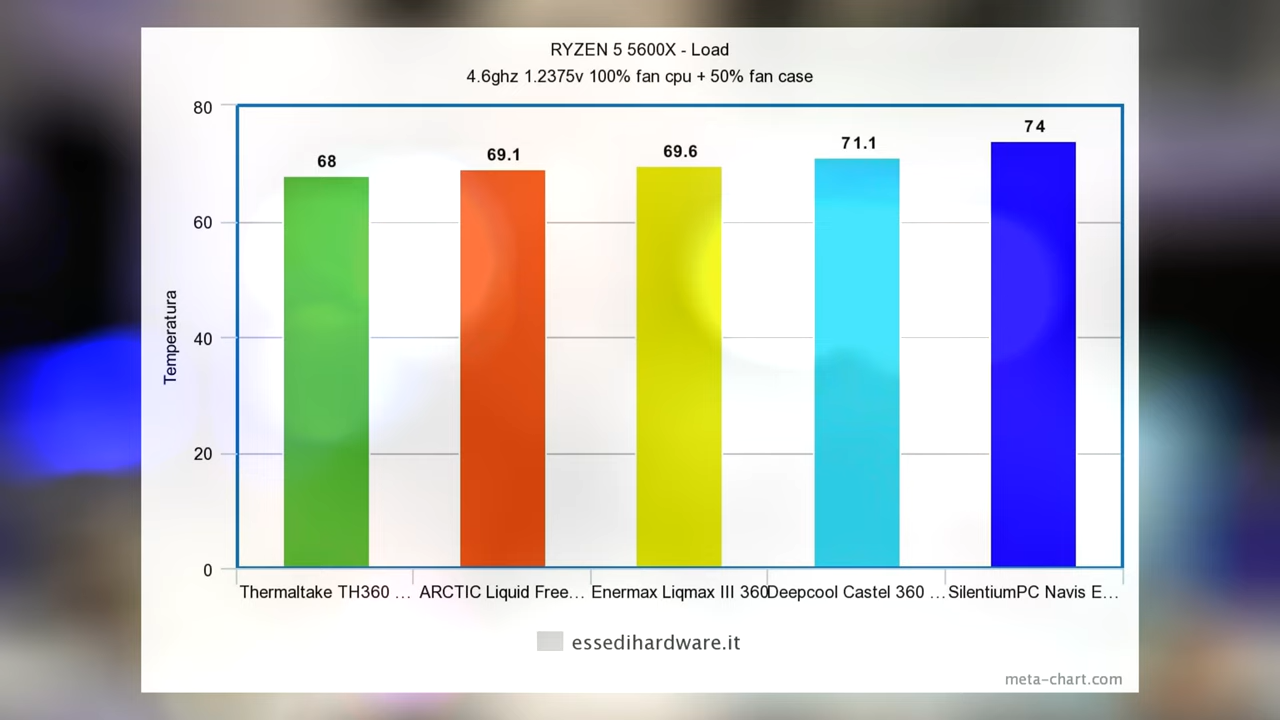 RYZEN 5 5600X - Load
4.6ghz 1.2375v 100% fan cpu + 50% fan case
80
60
40
20
0
Temperatura
68
69.1
69.6
71.1
74
Thermaltake TH360 ...
ARCTIC Liquid Free...
Enermax Liqmax III 360
Deepcool Castel 360 ...
SilentiumPC Navis E...
essedihardware.it
meta-chart.com